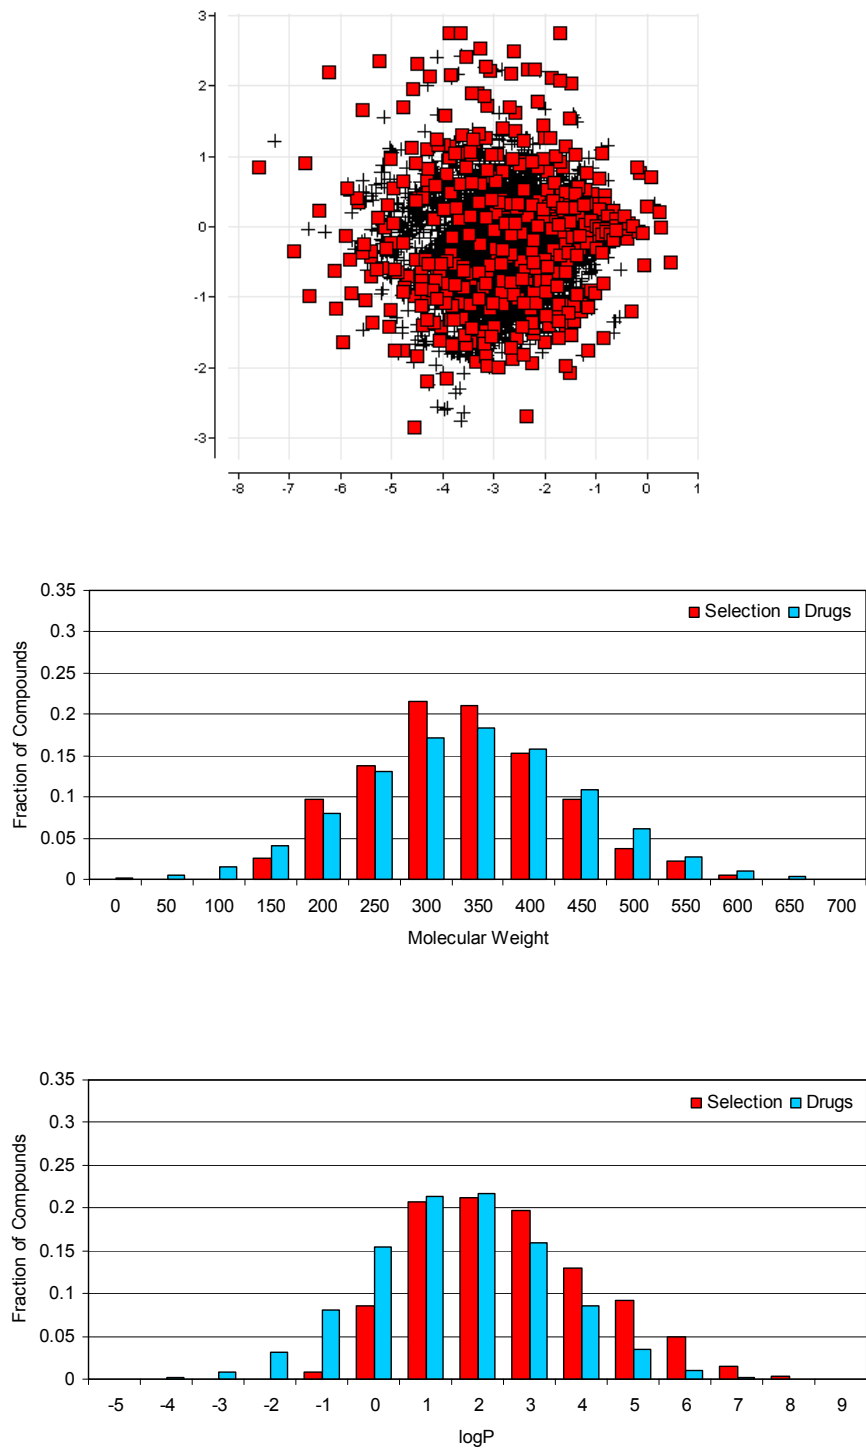 3
2
1
0
-1
-2
-3
-8 -7 -6 -5 -4 -3 -2 -1 0 1
0.35
0.3
0.25
0.2
0.15
0.1
0.05
0
Fraction of Compounds
Selection Drugs
0 50 100 150 200 250 300 350 400 450 500 550 600 650 700
Molecular Weight
0.35
0.3
0.25
0.2
0.15
0.1
0.05
0
Fraction of Compounds
Selection Drugs
-5 -4 -3 -2 -1 0 1 2 3 4 5 6 7 8 9
logP